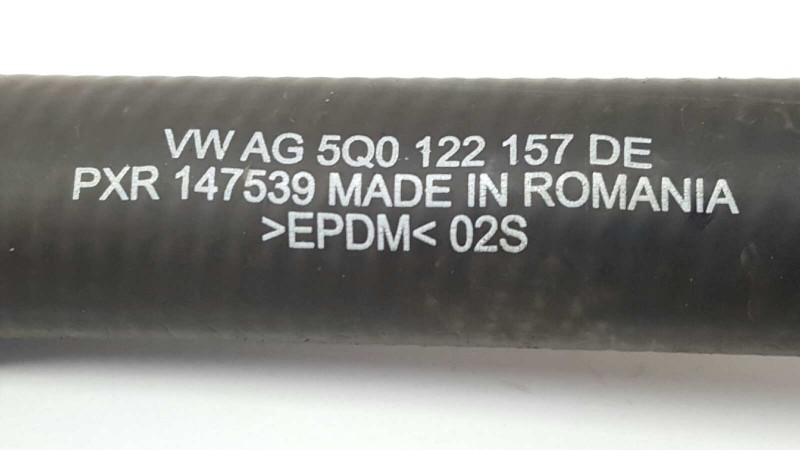 VW AG 5Q0 122 157 DE
PXR 147539 MADE IN ROMANIA
>EPDM< 02S